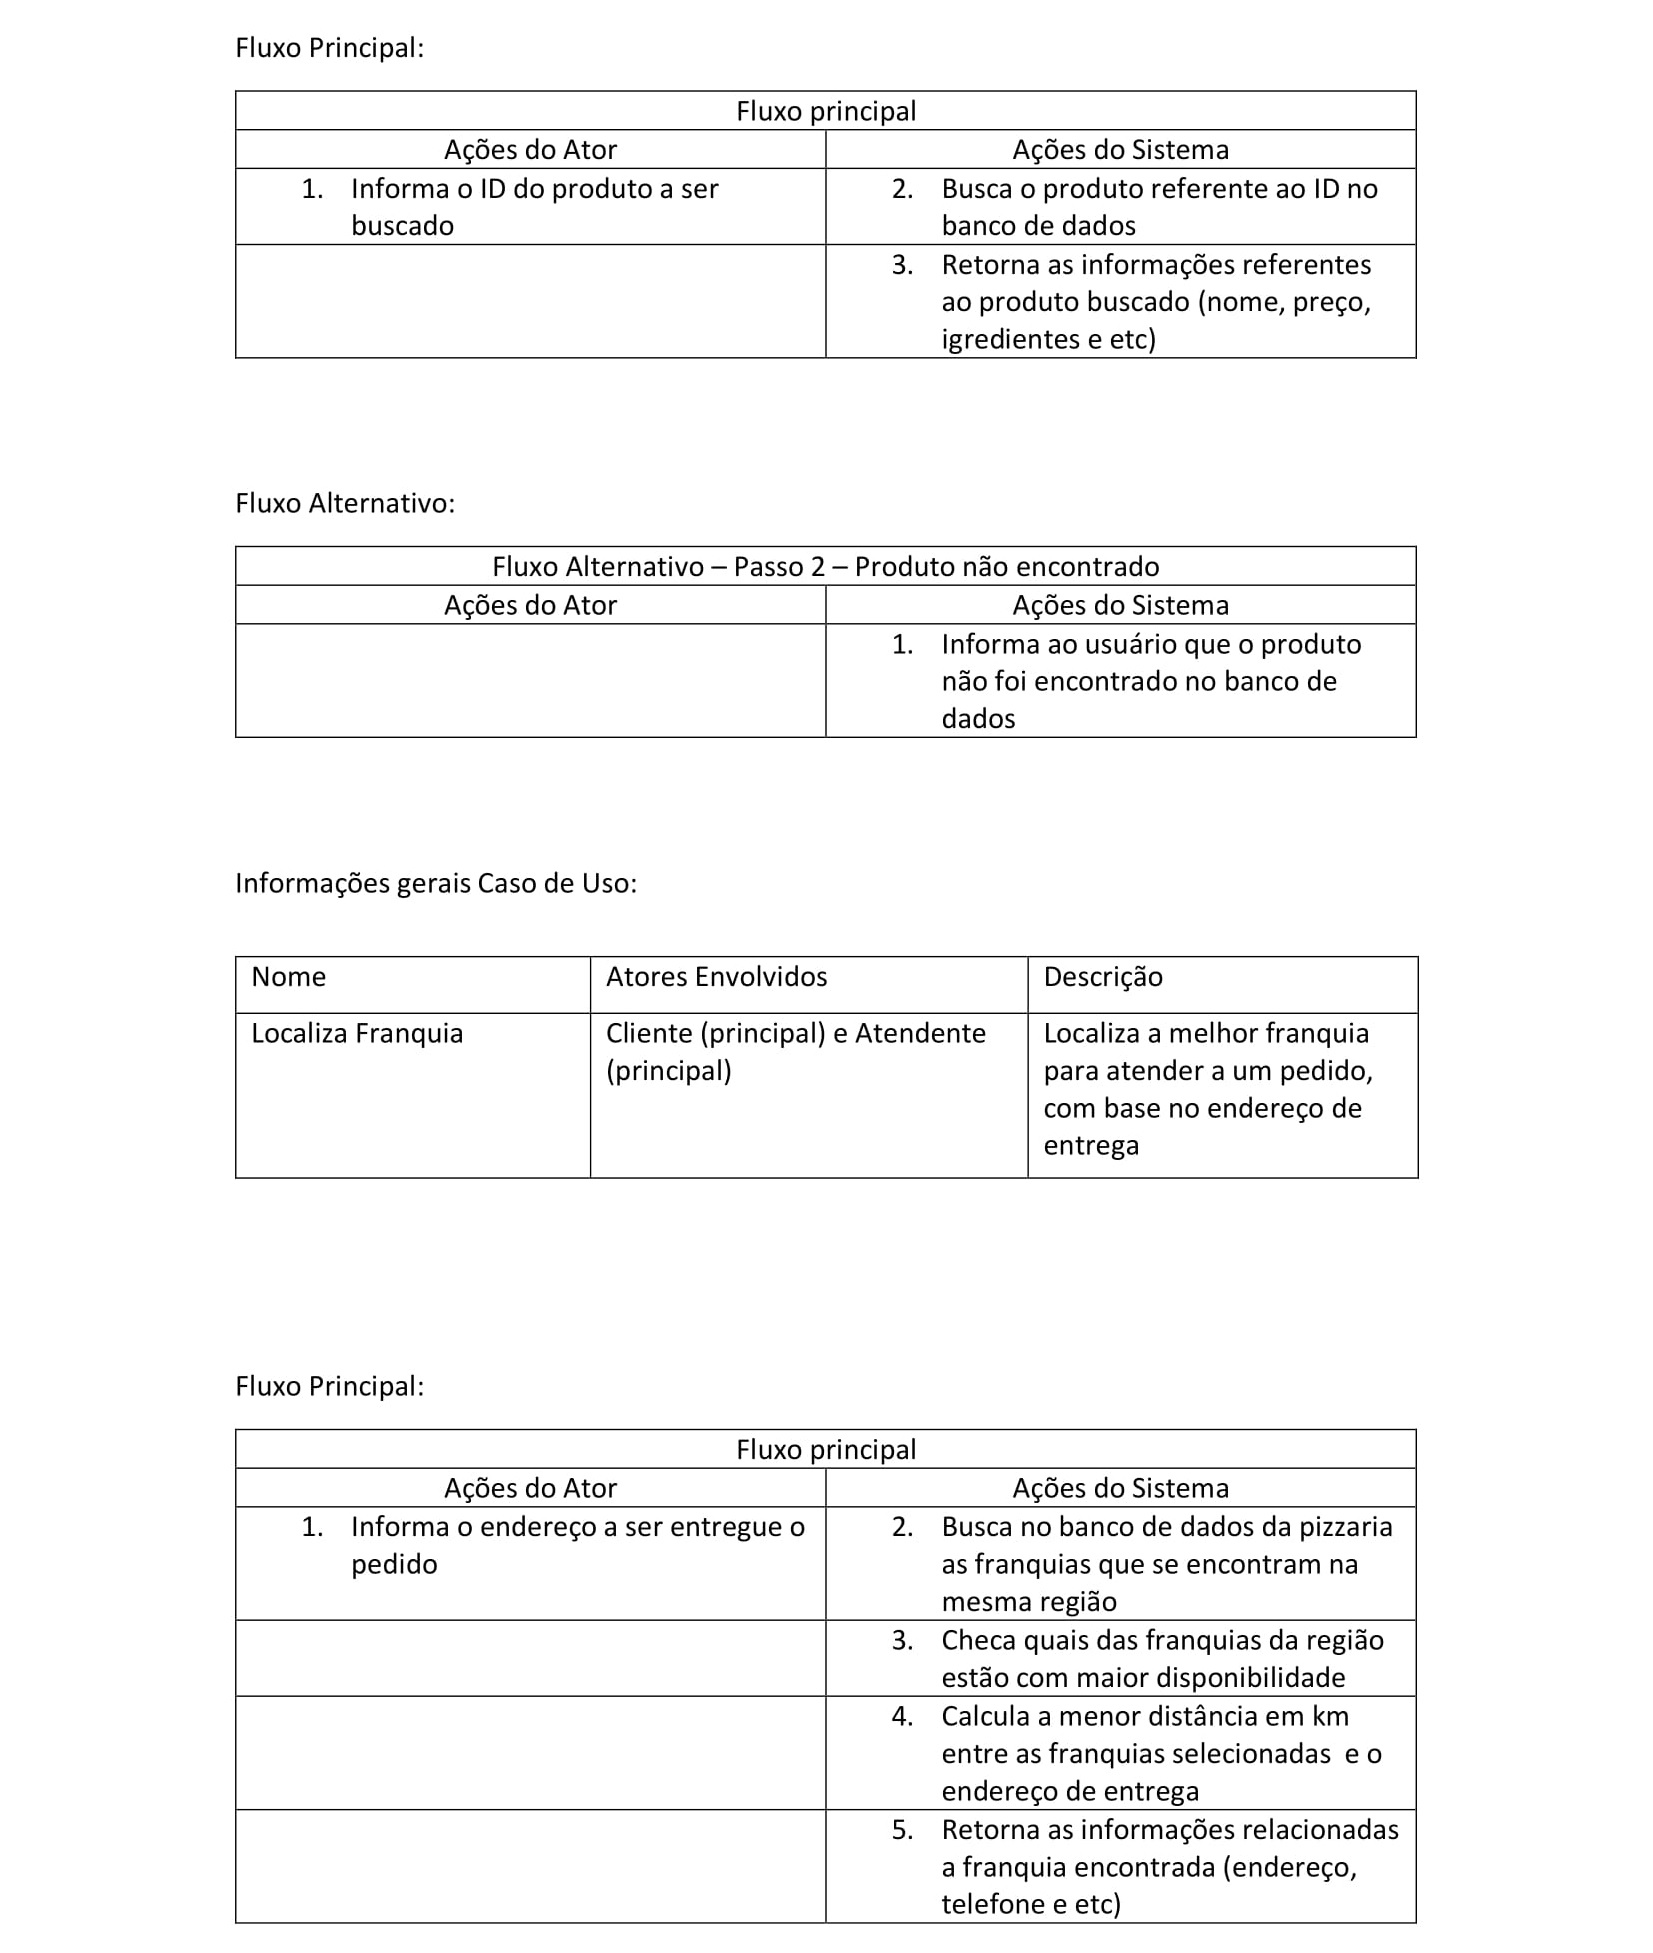 Fluxo Principal:
Fluxo principal
Ações do Ator
Ações do Sistema
1. Informa o ID do produto a ser
buscado
2. Busca o produto referente ao ID no
banco de dados
3. Retorna as informações referentes
ao produto buscado (nome, preço,
igredientes e etc)
Fluxo Alternativo:
Fluxo Alternativo – Passo 2 – Produto não encontrado
Ações do Ator
Ações do Sistema
1. Informa ao usuário que o produto
não foi encontrado no banco de
dados
Informações gerais Caso de Uso:
Nome
Atores Envolvidos
Descrição
Localiza Franquia
Cliente (principal) e Atendente
(principal)
Localiza a melhor franquia
para atender a um pedido,
com base no endereço de
entrega
Fluxo Principal:
Fluxo principal
Ações do Ator
Ações do Sistema
1. Informa o endereço a ser entregue o
pedido
2. Busca no banco de dados da pizzaria
as franquias que se encontram na
mesma região
3. Checa quais das franquias da região
estão com maior disponibilidade
4. Calcula a menor distância em km
entre as franquias selecionadas  e o
endereço de entrega
5. Retorna as informações relacionadas
a franquia encontrada (endereço,
telefone e etc)